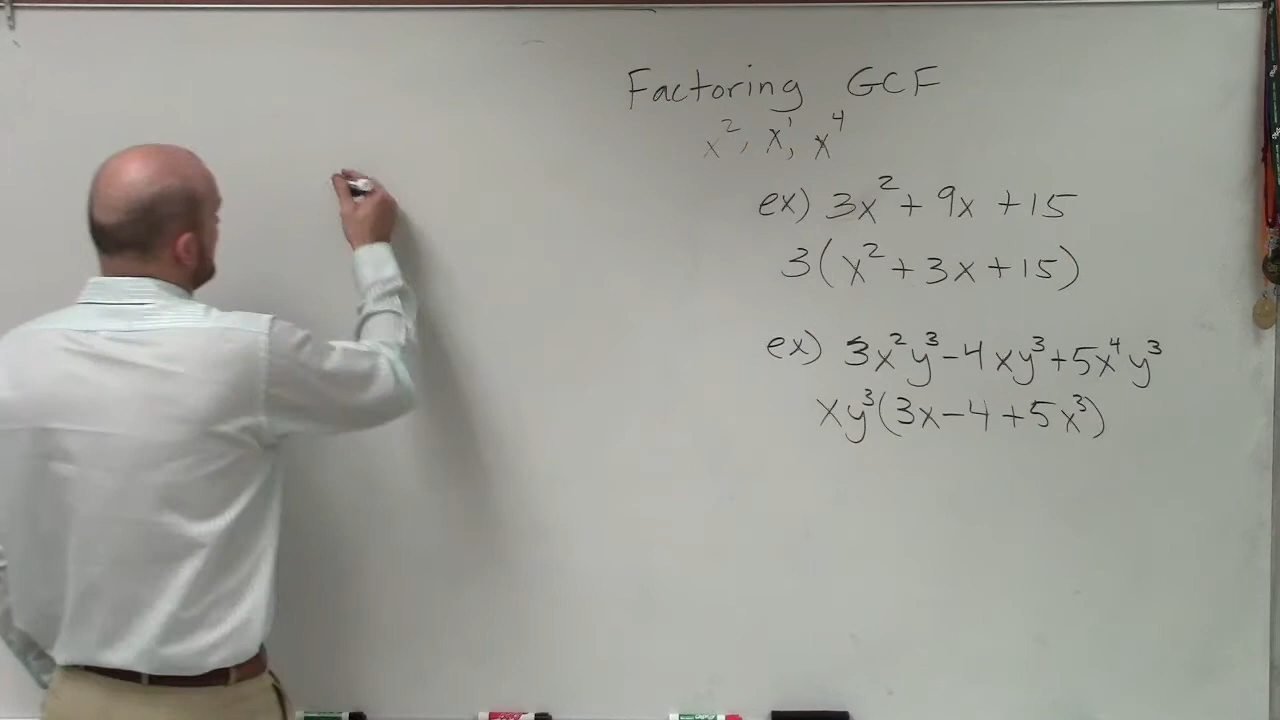 Factoring GCF
x², x¹, x⁴
ex) 3x² + 9x + 15
3(x² + 3x + 15)
ex) 3x²y³ - 4xy³ + 5x⁴y³
xy³(3x - 4 + 5x³)